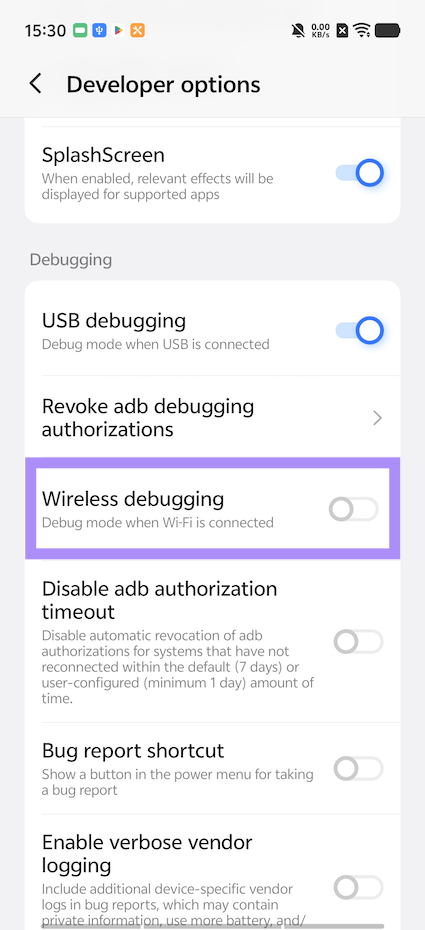 15:30
0.00
KB/s
Developer options
SplashScreen
When enabled, relevant effects will be
displayed for supported apps
Debugging
USB debugging
Debug mode when USB is connected
Revoke adb debugging
authorizations
Wireless debugging
Debug mode when Wi-Fi is connected
Disable adb authorization
timeout
Disable automatic revocation of adb
authorizations for systems that have not
reconnected within the default (7 days) or
user-configured (minimum 1 day) amount of
time.
Bug report shortcut
Show a button in the power menu for taking
a bug report
Enable verbose vendor
logging
Include additional device-specific vendor
logs in bug reports, which may contain
private information, use more battery, and/